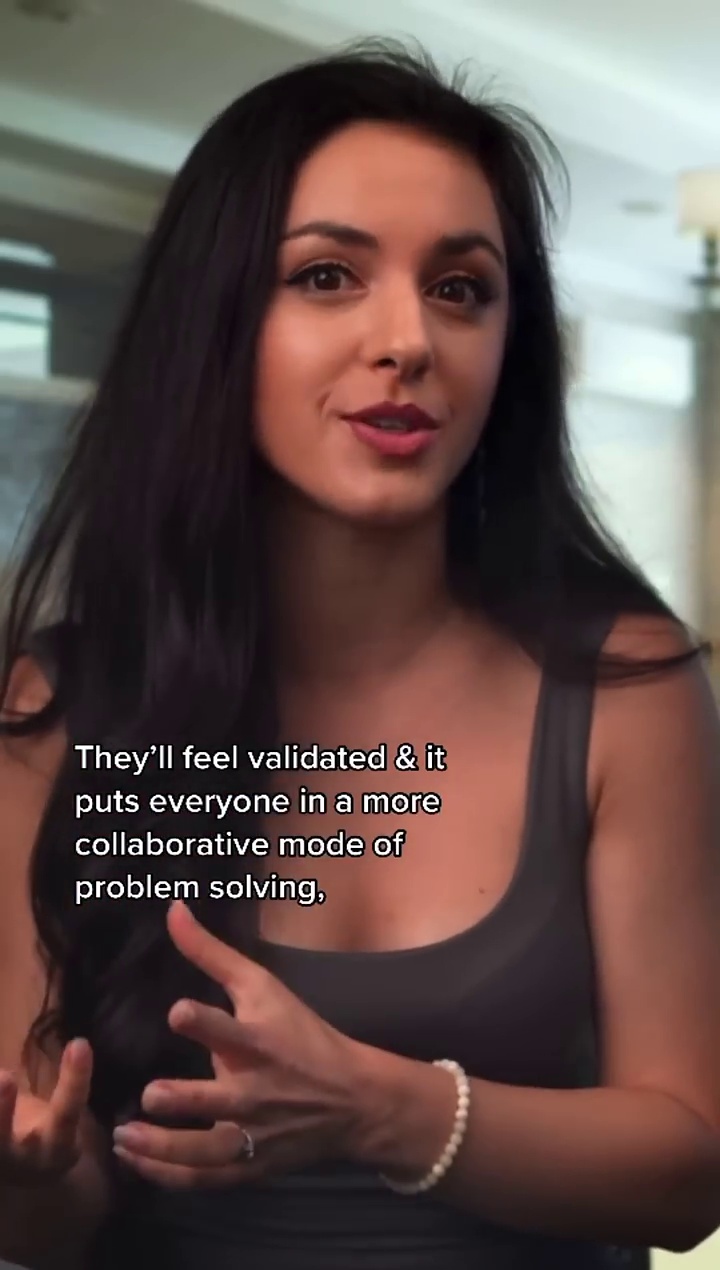 They’ll feel validated & it
puts everyone in a more
collaborative mode of
problem solving,